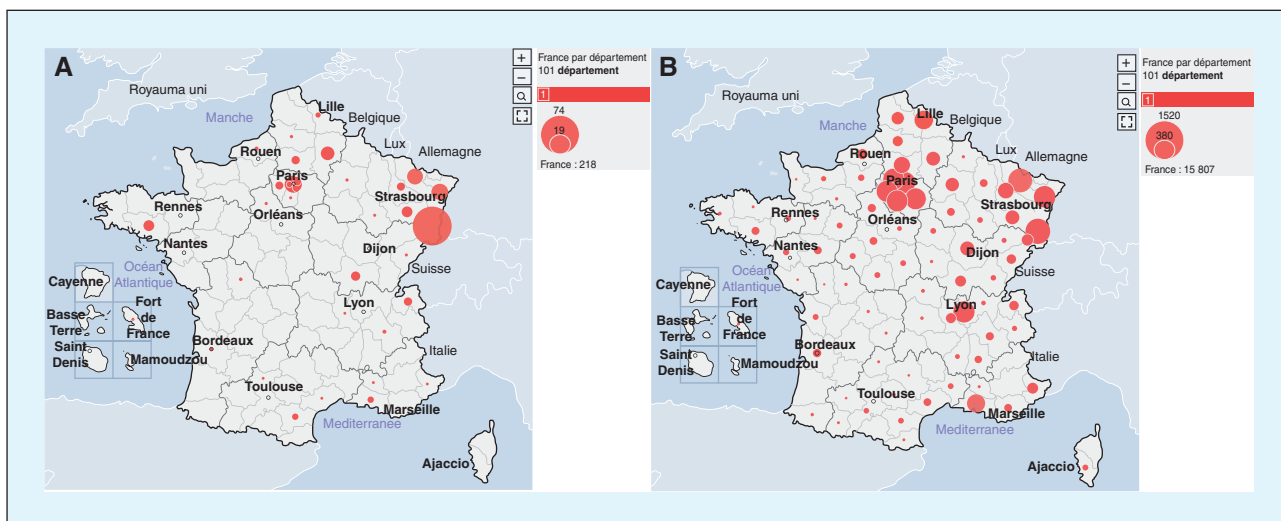 A
Royauma uni
Manche
Lille
Belgique
Lux
Allemagne
Rouen
Paris
Strasbourg
Rennes
Orléans
Nantes
Dijon
Océan
Atlantique
Suisse
Cayenne
Fort
de
France
Basse
Terre
Lyon
Saint
Denis
Mamoudzou
Bordeaux
Italie
Toulouse
Marseille
Mediterranee
Ajaccio
+
−
France par département
101 département
1
74
19
France : 218
B
Royauma uni
Manche
Lille
Belgique
Lux
Allemagne
Rouen
Paris
Strasbourg
Rennes
Orléans
Nantes
Dijon
Océan
Atlantique
Suisse
Cayenne
Fort
de
France
Basse
Terre
Lyon
Saint
Denis
Mamoudzou
Bordeaux
Italie
Toulouse
Marseille
Mediterranee
Ajaccio
+
−
France par département
101 département
1
1520
380
France : 15 807